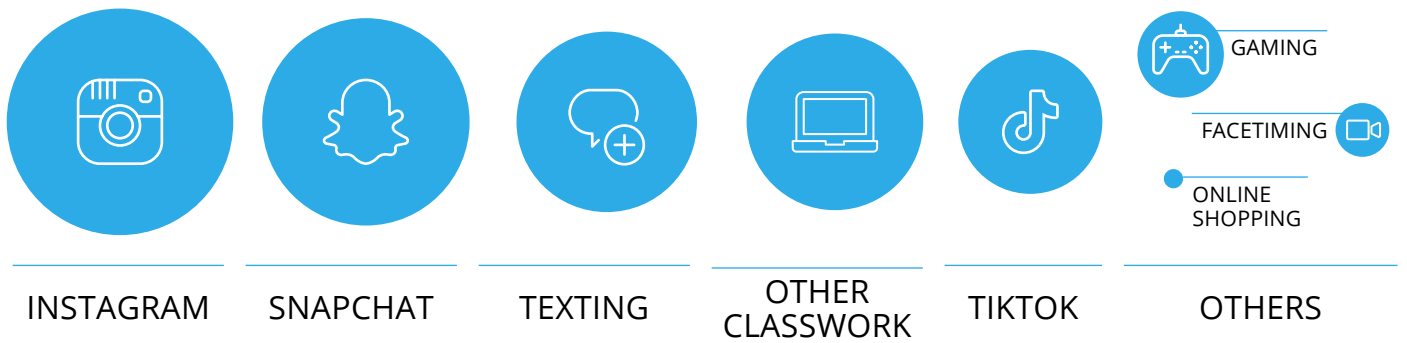 GAMING
FACETIMING
ONLINE
SHOPPING
INSTAGRAM
SNAPCHAT
TEXTING
OTHER
CLASSWORK
TIKTOK
OTHERS